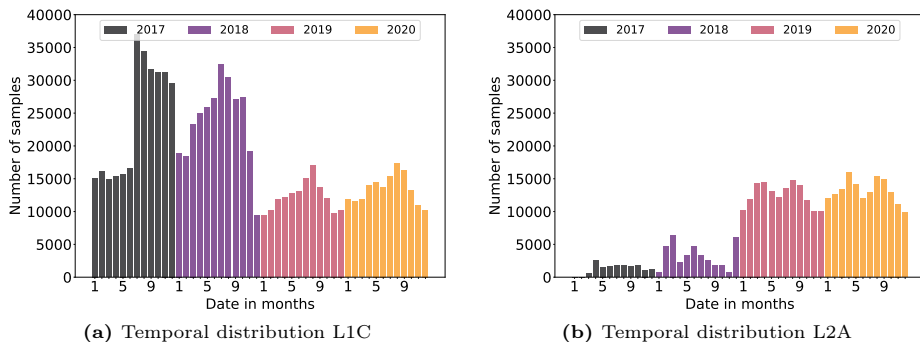 40000
35000
30000
25000
20000
15000
10000
5000
0
Number of samples
2017 2018 2019 2020
1 5 9 1 5 9 1 5 9 1 5 9
Date in months
(a) Temporal distribution L1C
40000
35000
30000
25000
20000
15000
10000
5000
0
Number of samples
2017 2018 2019 2020
1 5 9 1 5 9 1 5 9 1 5 9
Date in months
(b) Temporal distribution L2A